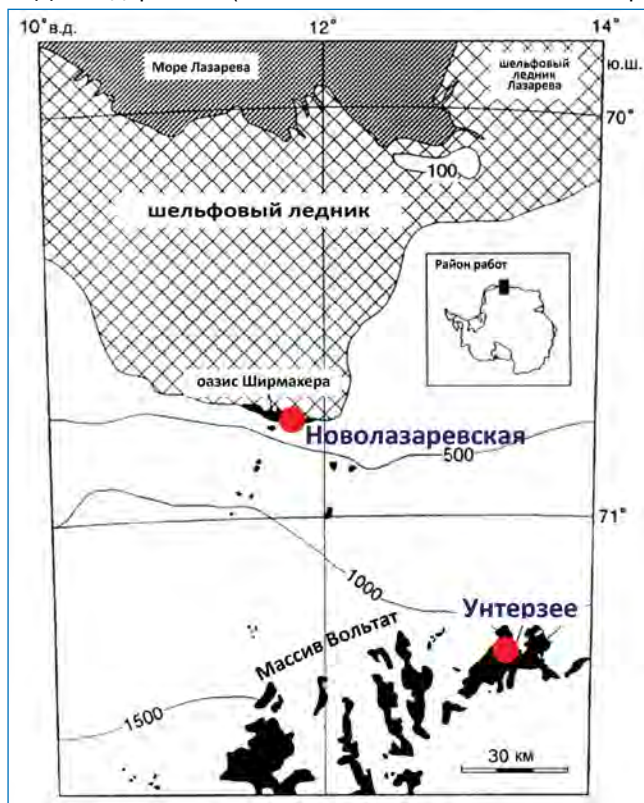 10°в.д.
12°
14°
ю.ш.
Море Лазарева
шельфовый
ледник
Лазарева
70°
100
шельфовый ледник
Район работ
оазис Ширмахера
Новолазаревская
500
71°
1000
Унтерзее
Массив Вольтат
1500
30 км